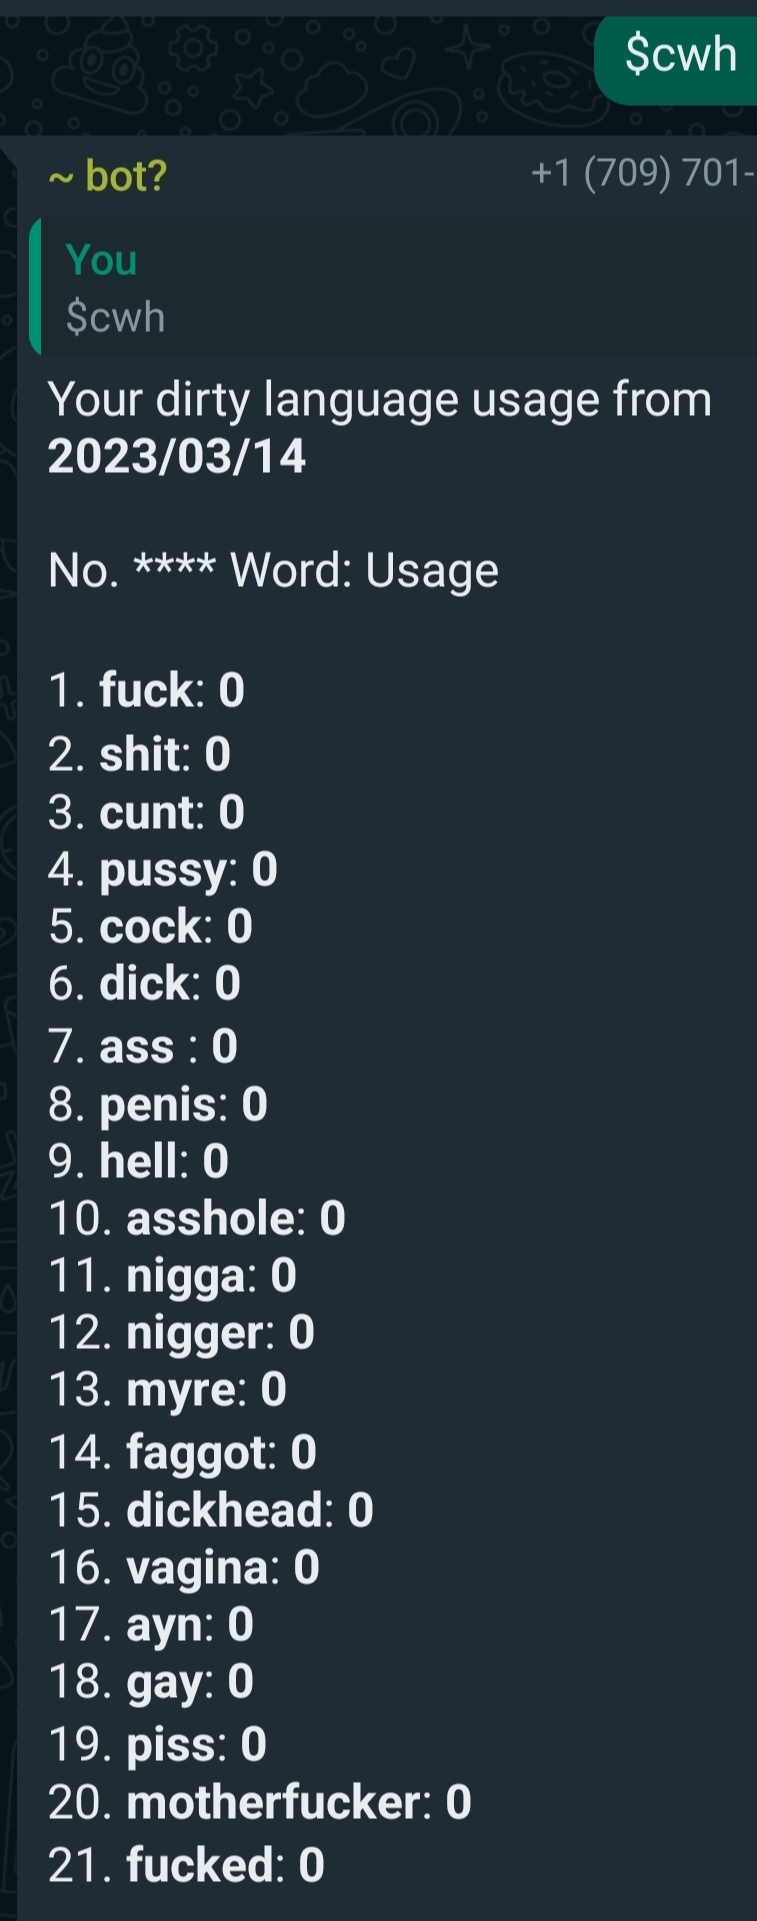 $cwh
~ bot? +1 (709) 701-
You
$cwh
Your dirty language usage from
2023/03/14
No. **** Word: Usage
1. fuck: 0
2. shit: 0
3. cunt: 0
4. pussy: 0
5. cock: 0
6. dick: 0
7. ass : 0
8. penis: 0
9. hell: 0
10. asshole: 0
11. nigga: 0
12. nigger: 0
13. myre: 0
14. faggot: 0
15. dickhead: 0
16. vagina: 0
17. ayn: 0
18. gay: 0
19. piss: 0
20. motherfucker: 0
21. fucked: 0